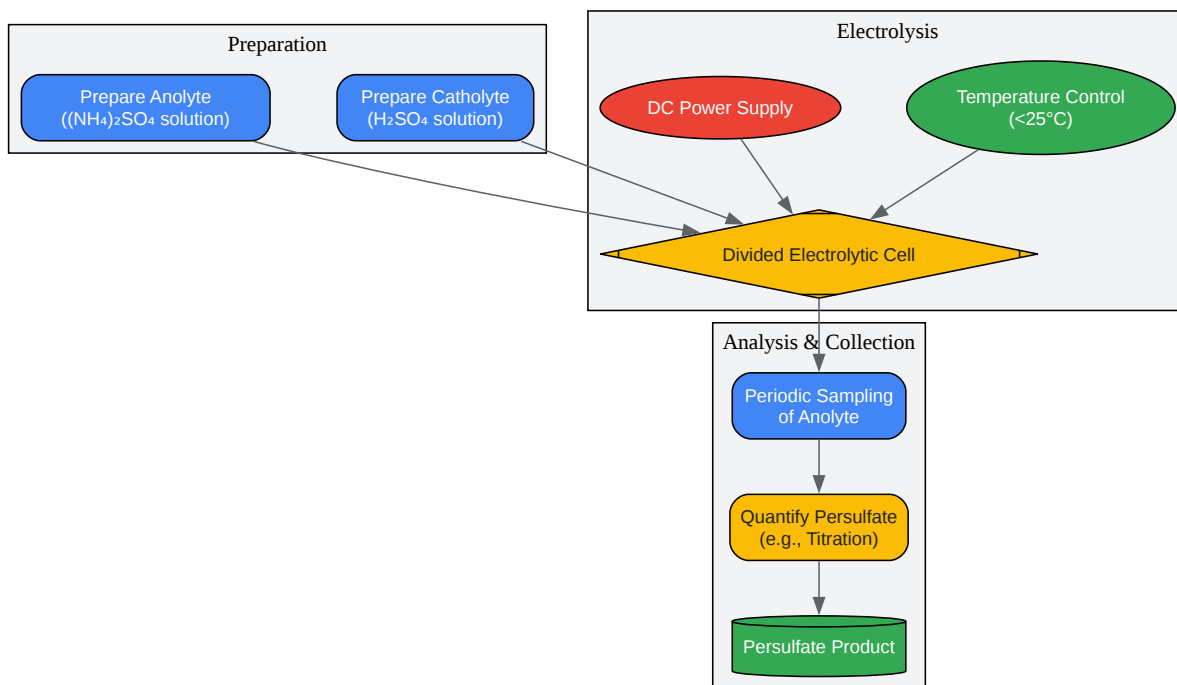 Preparation
Prepare Anolyte
((NH₄)₂SO₄ solution)
Prepare Catholyte
(H₂SO₄ solution)
Electrolysis
DC Power Supply
Temperature Control
(<25°C)
Divided Electrolytic Cell
Analysis & Collection
Periodic Sampling
of Anolyte
Quantify Persulfate
(e.g., Titration)
Persulfate Product